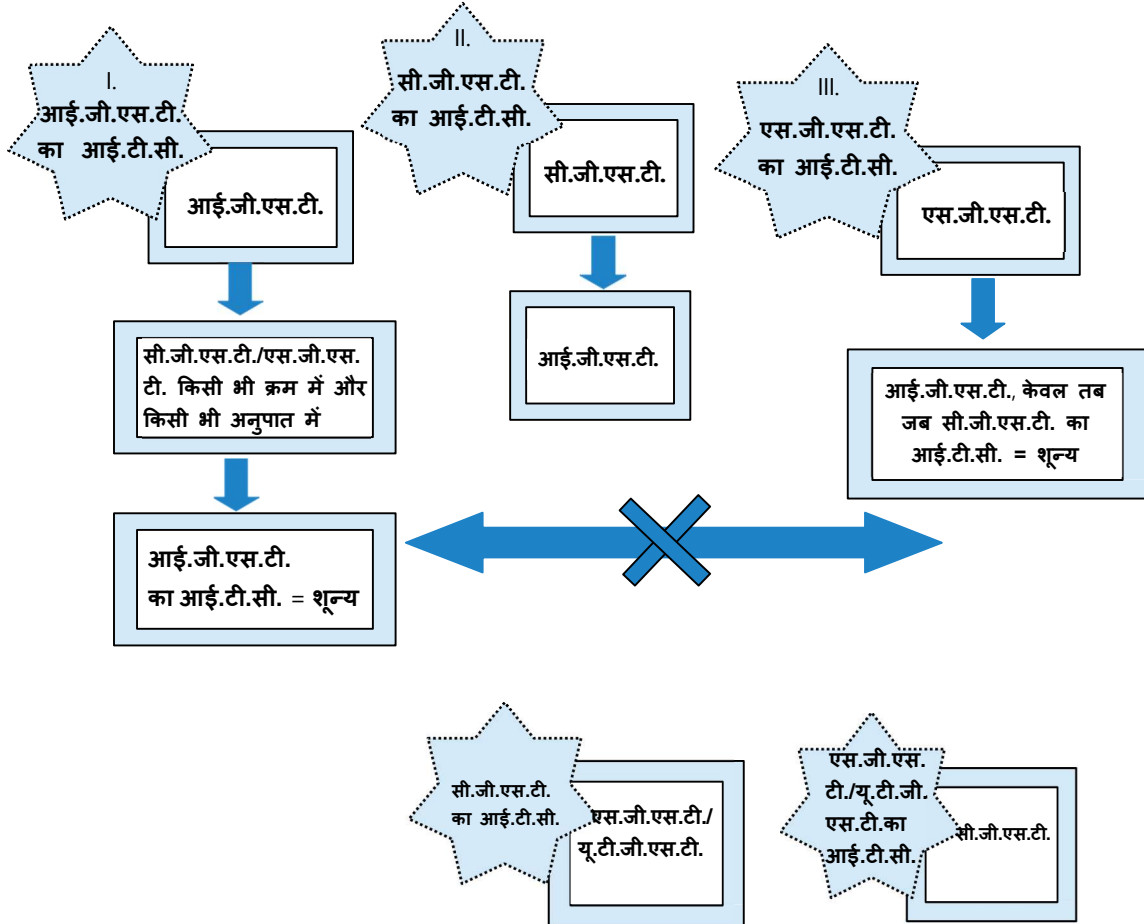 I.
आई.जी.एस.टी.
का आई.टी.सी.
आई.जी.एस.टी.
सी.जी.एस.टी./एस.जी.एस.
टी. किसी भी क्रम में और
किसी भी अनुपात में
आई.जी.एस.टी.
का आई.टी.सी. = शून्य
II.
सी.जी.एस.टी.
का आई.टी.सी.
सी.जी.एस.टी.
आई.जी.एस.टी.
III.
एस.जी.एस.टी.
का आई.टी.सी.
एस.जी.एस.टी.
आई.जी.एस.टी., केवल तब
जब सी.जी.एस.टी. का
आई.टी.सी. = शून्य
सी.जी.एस.टी.
का आई.टी.सी.
एस.जी.एस.टी./
यू.टी.जी.एस.टी.
एस.जी.एस.
टी./यू.टी.जी.
एस.टी.का
आई.टी.सी.
सी.जी.एस.टी.